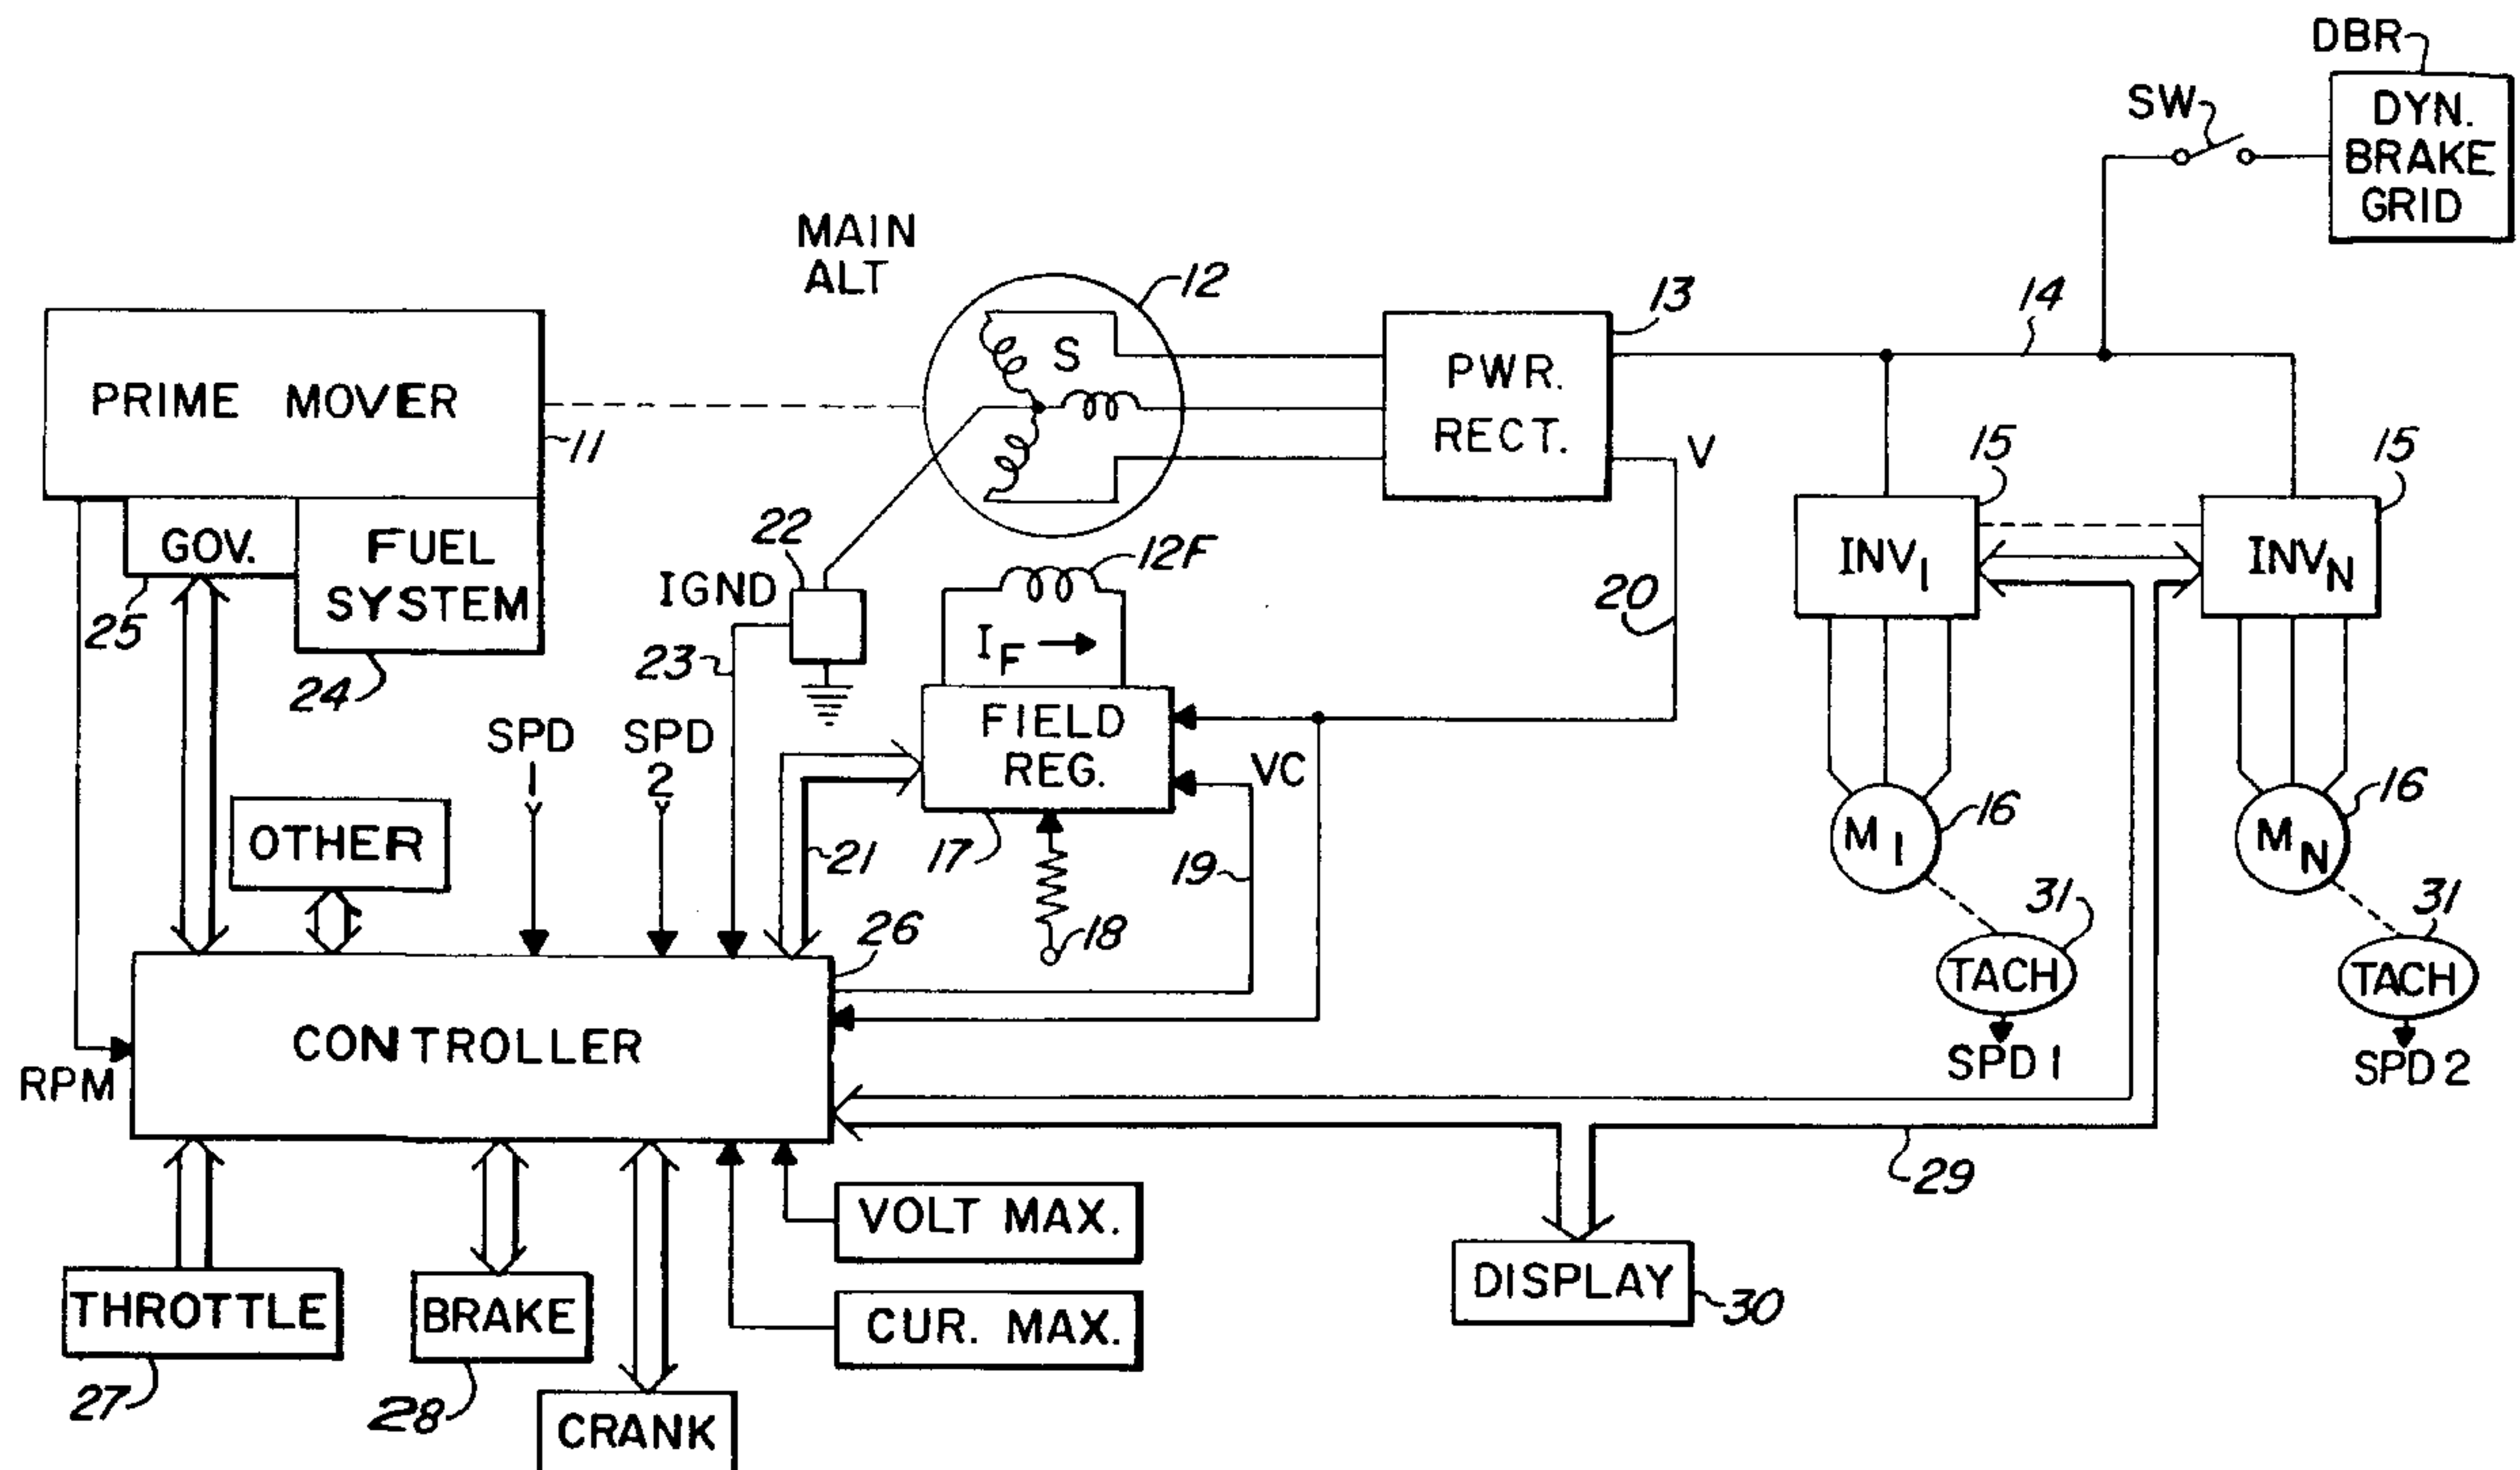 DBR
DYN.
BRAKE
GRID
SW
MAIN
ALT
12
13
14
S
PRIME MOVER
11
PWR.
RECT.
V
15
15
GOV.
FUEL
SYSTEM
25
24
22
IGND
12F
IF
23
20
INV1
INVN
SPD
1
SPD
2
FIELD
REG.
VC
17
18
19
21
OTHER
M1
16
MN
16
31
31
TACH
TACH
SPD 1
SPD 2
26
CONTROLLER
RPM
29
VOLT MAX.
CUR. MAX.
DISPLAY
30
THROTTLE
27
BRAKE
28
CRANK